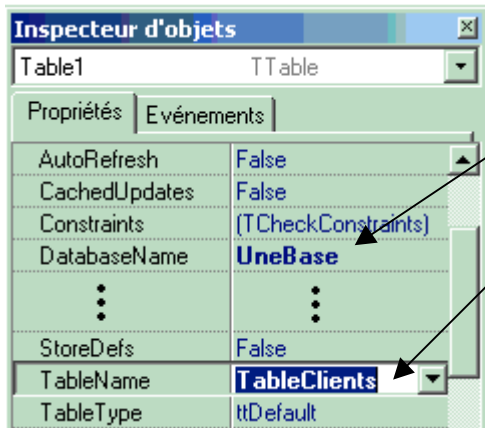 Inspecteur d'objets
Table1 TTable
Propriétés Evénements
AutoRefresh False
CachedUpdates False
Constraints (TCheckConstraints)
DatabaseName UneBase
StoreDefs False
TableName TableClients
TableType ttDefault